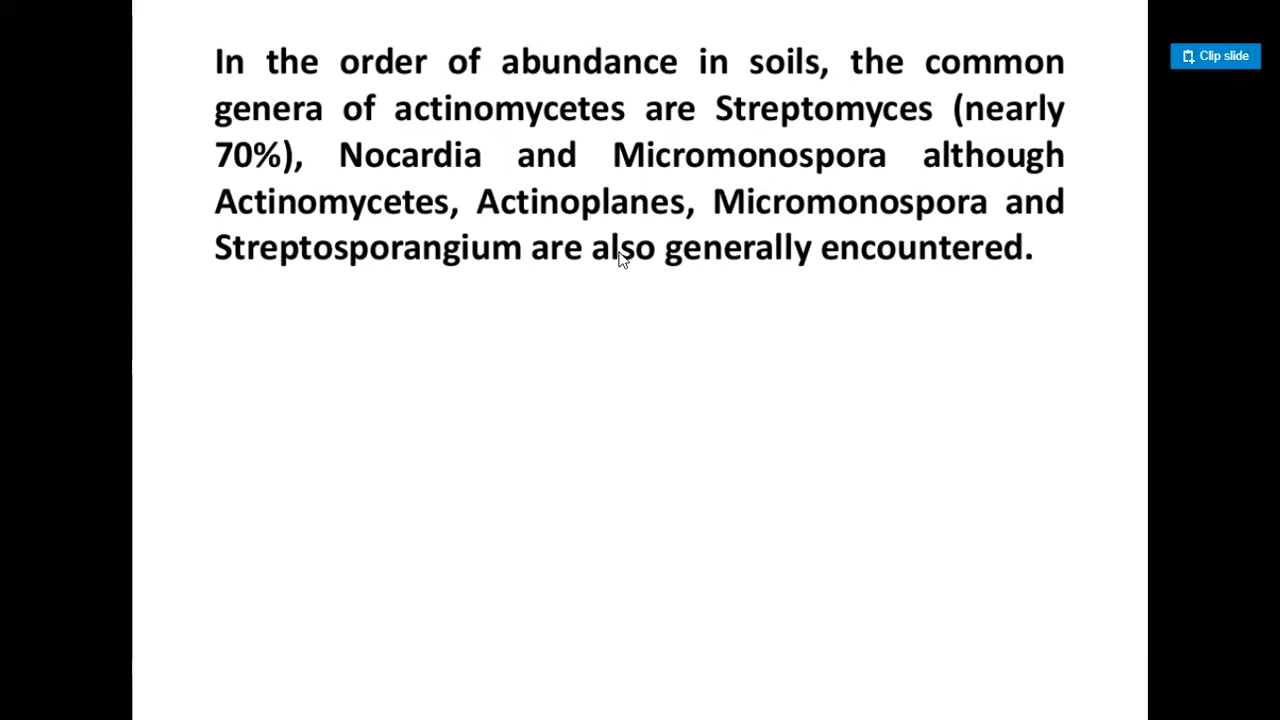 In the order of abundance in soils, the common
genera of actinomycetes are Streptomyces (nearly
70%), Nocardia and Micromonospora although
Actinomycetes, Actinoplanes, Micromonospora and
Streptosporangium are also generally encountered.
Clip slide